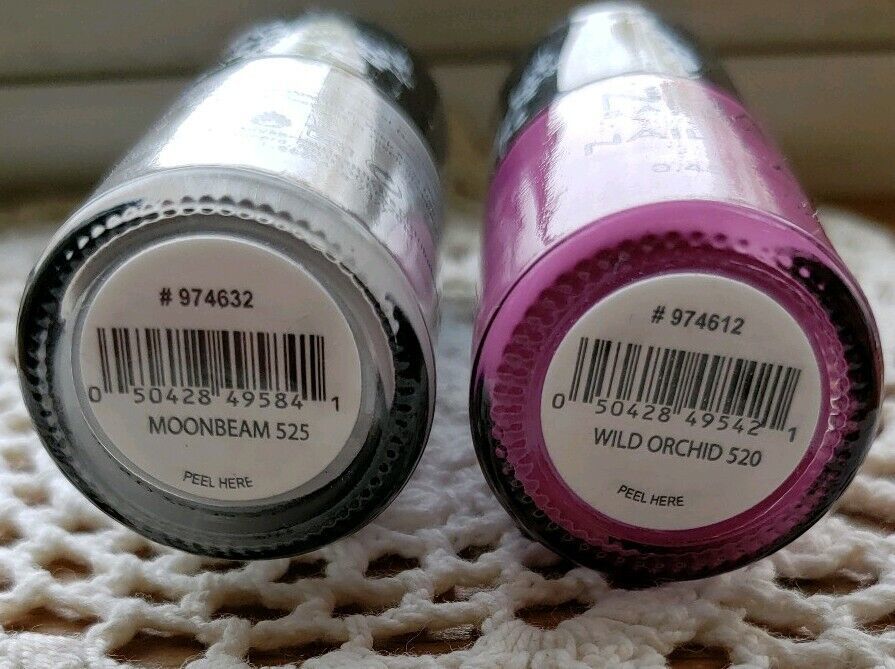 # 974632
0 50428 49584 1
MOONBEAM 525
PEEL HERE
# 974612
0 50428 49542 1
WILD ORCHID 520
PEEL HERE